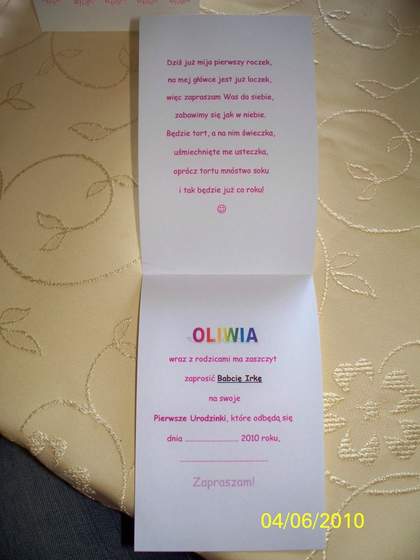 Dziś już mija pierwszy roczek,
na mej główce jest już loczek,
więc zapraszam Was do siebie,
zabawimy się jak w niebie.
Będzie tort, a na nim świeczka,
uśmiechnięte me usteczka,
oprócz tortu mnóstwo soku
i tak będzie już co roku!
☺
OLIWIA
wraz z rodzicami ma zaszczyt
zaprosić Babcię Irkę
na swoje
Pierwsze Urodzinki, które odbędą się
dnia ........................ 2010 roku,
........................................
Zapraszam!
04/06/2010